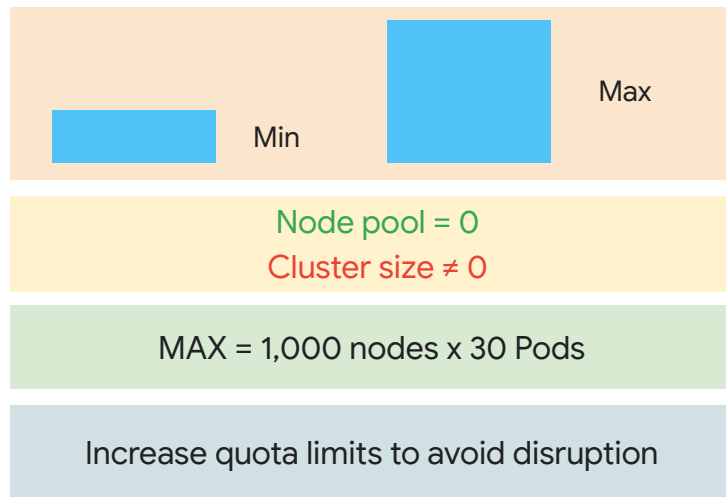 Max
Min
Node pool = 0
Cluster size ≠ 0
MAX = 1,000 nodes x 30 Pods
Increase quota limits to avoid disruption